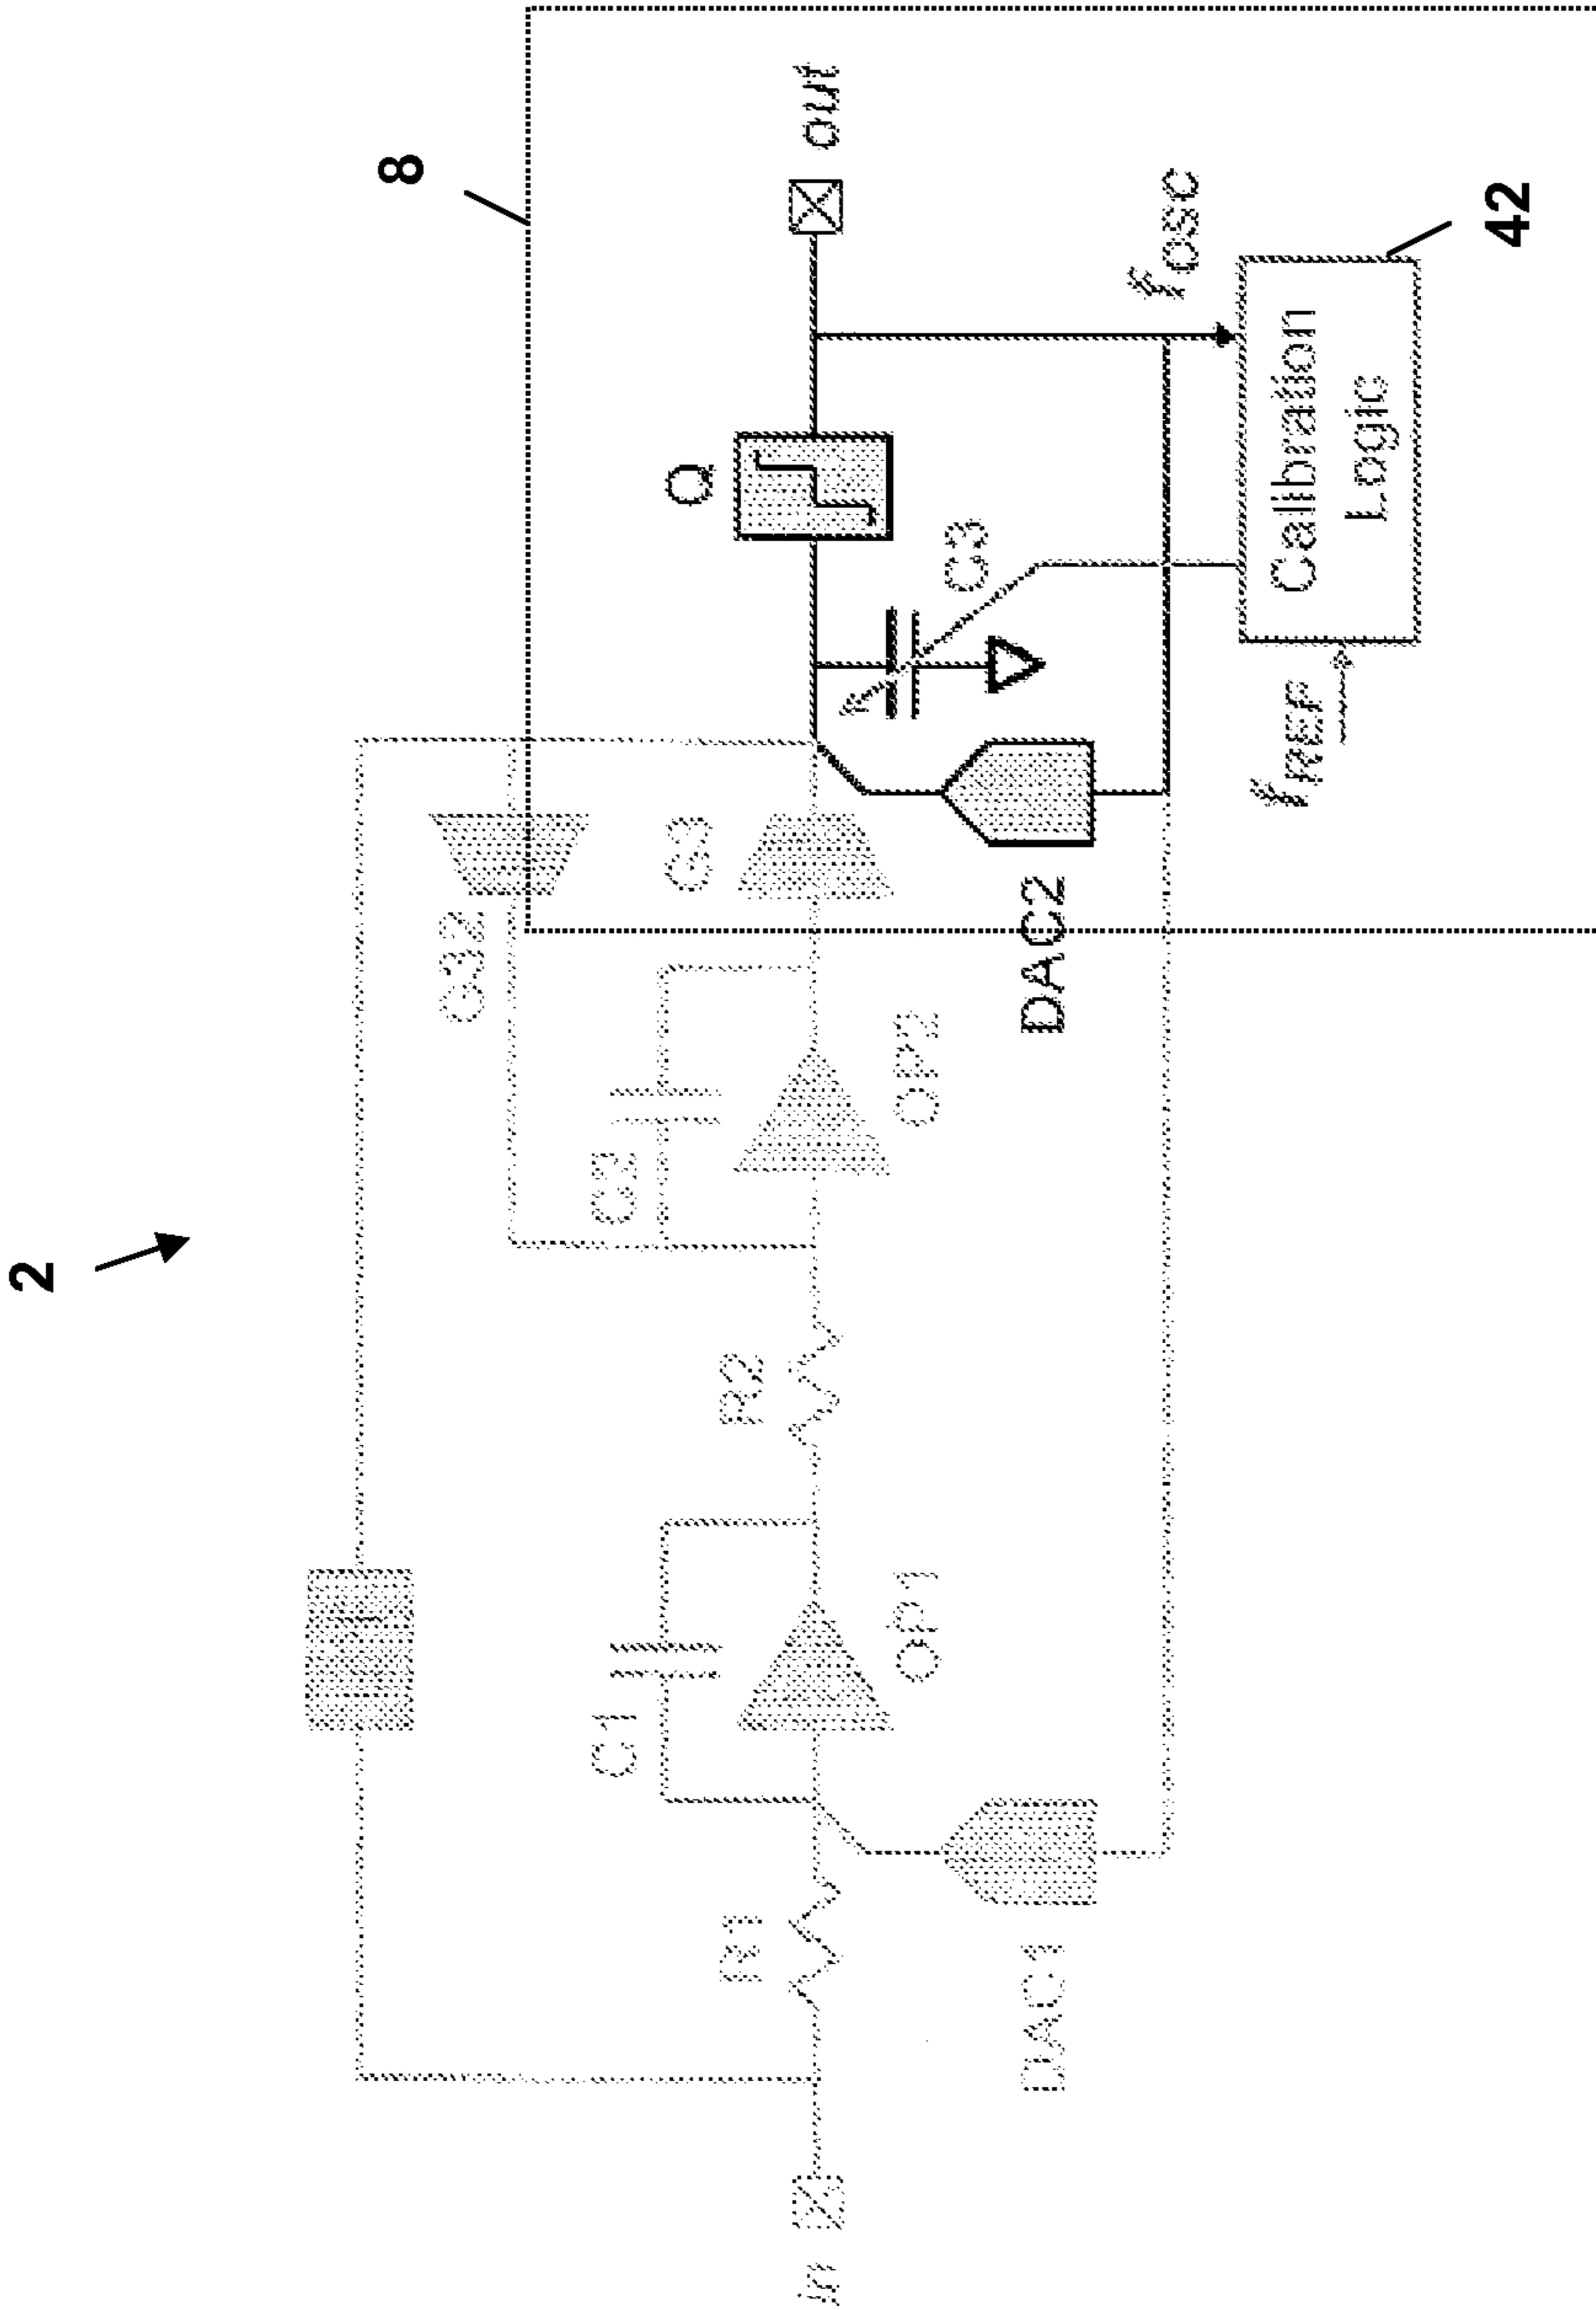 2
8
G32
C2
G3
Q
C1
R1
R2
OP1
OP2
C3
in
out
DAC1
DAC2
fOSC
fREF
Calibration
Logic
42